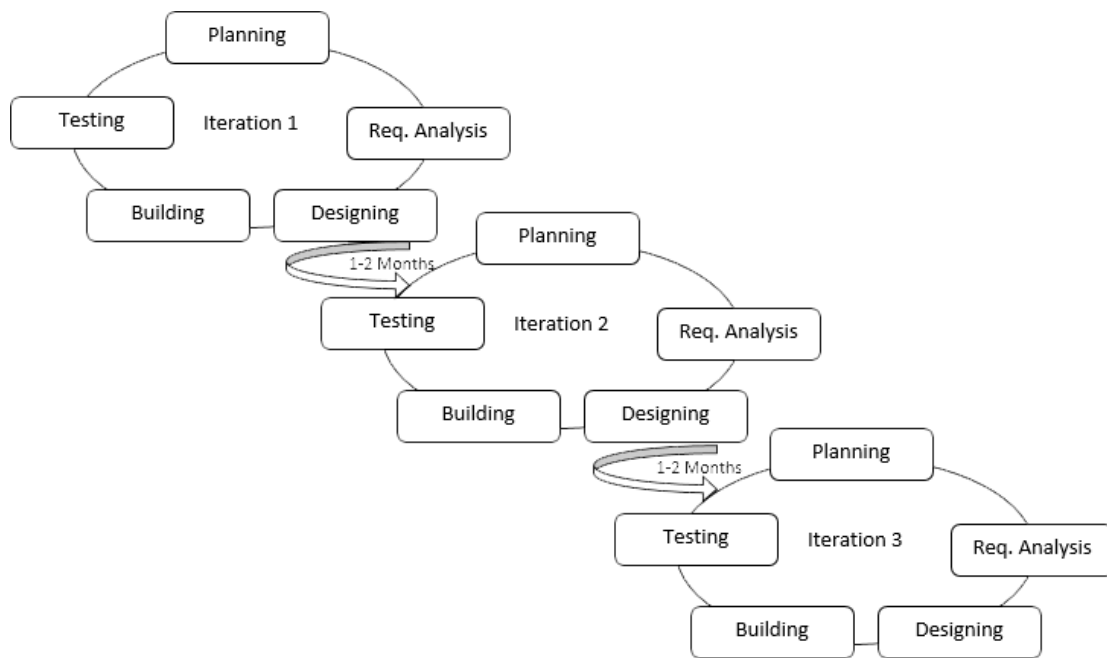 Planning
Testing
Iteration 1
Req. Analysis
Building
Designing
1-2 Months
Planning
Testing
Iteration 2
Req. Analysis
Building
Designing
1-2 Months
Planning
Testing
Iteration 3
Req. Analysis
Building
Designing